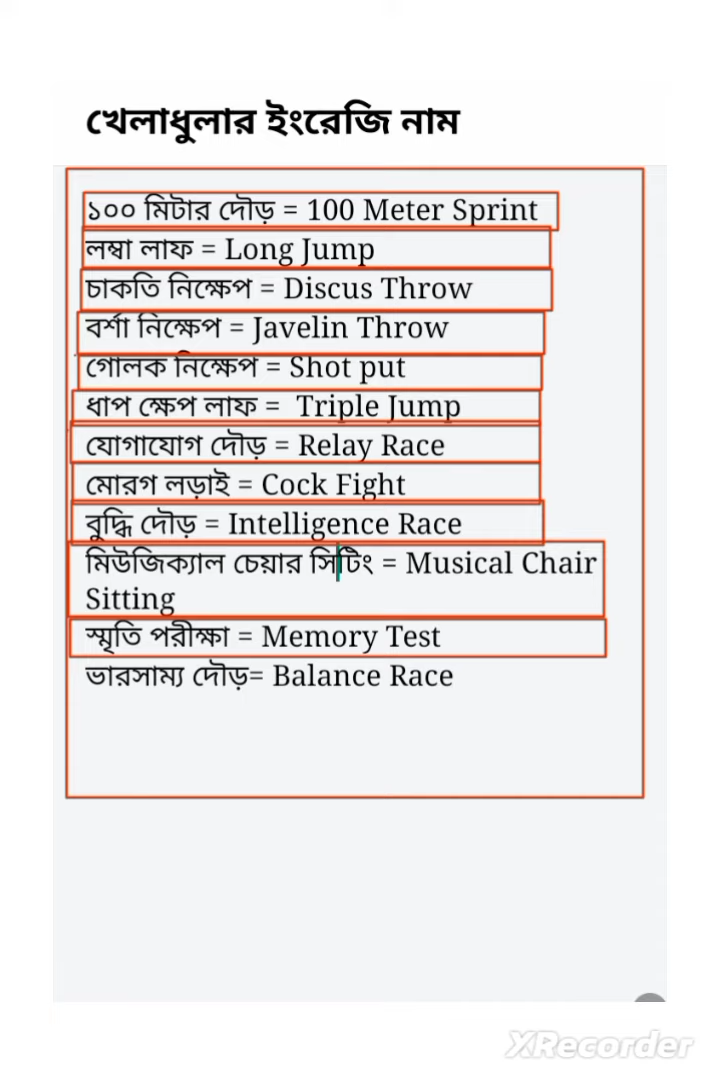 খেলাধুলার ইংরেজি নাম
১০০ মিটার দৌড় = 100 Meter Sprint
লম্বা লাফ = Long Jump
চাকতি নিক্ষেপ = Discus Throw
বর্শা নিক্ষেপ = Javelin Throw
গোলক নিক্ষেপ = Shot put
ধাপ ক্ষেপ লাফ = Triple Jump
যোগাযোগ দৌড় = Relay Race
মোরগ লড়াই = Cock Fight
বুদ্ধি দৌড় = Intelligence Race
মিউজিক্যাল চেয়ার সিটিং = Musical Chair
Sitting
স্মৃতি পরীক্ষা = Memory Test
ভারসাম্য দৌড়= Balance Race
XRecorder